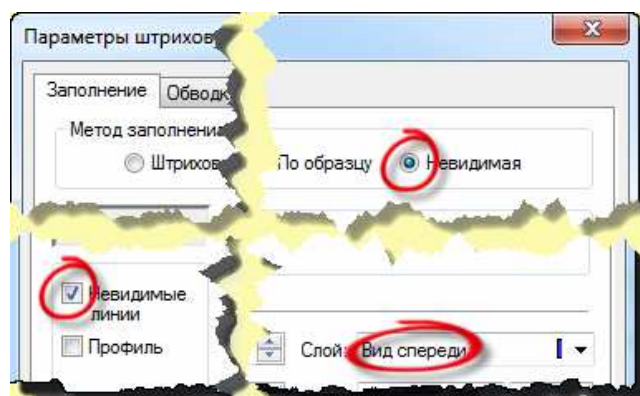 Параметры штрихов
Заполнение Обводк
Метод заполнени
Штрихов По образцу Невидимая
Невидимые
линии
Профиль Слой: Вид спереди